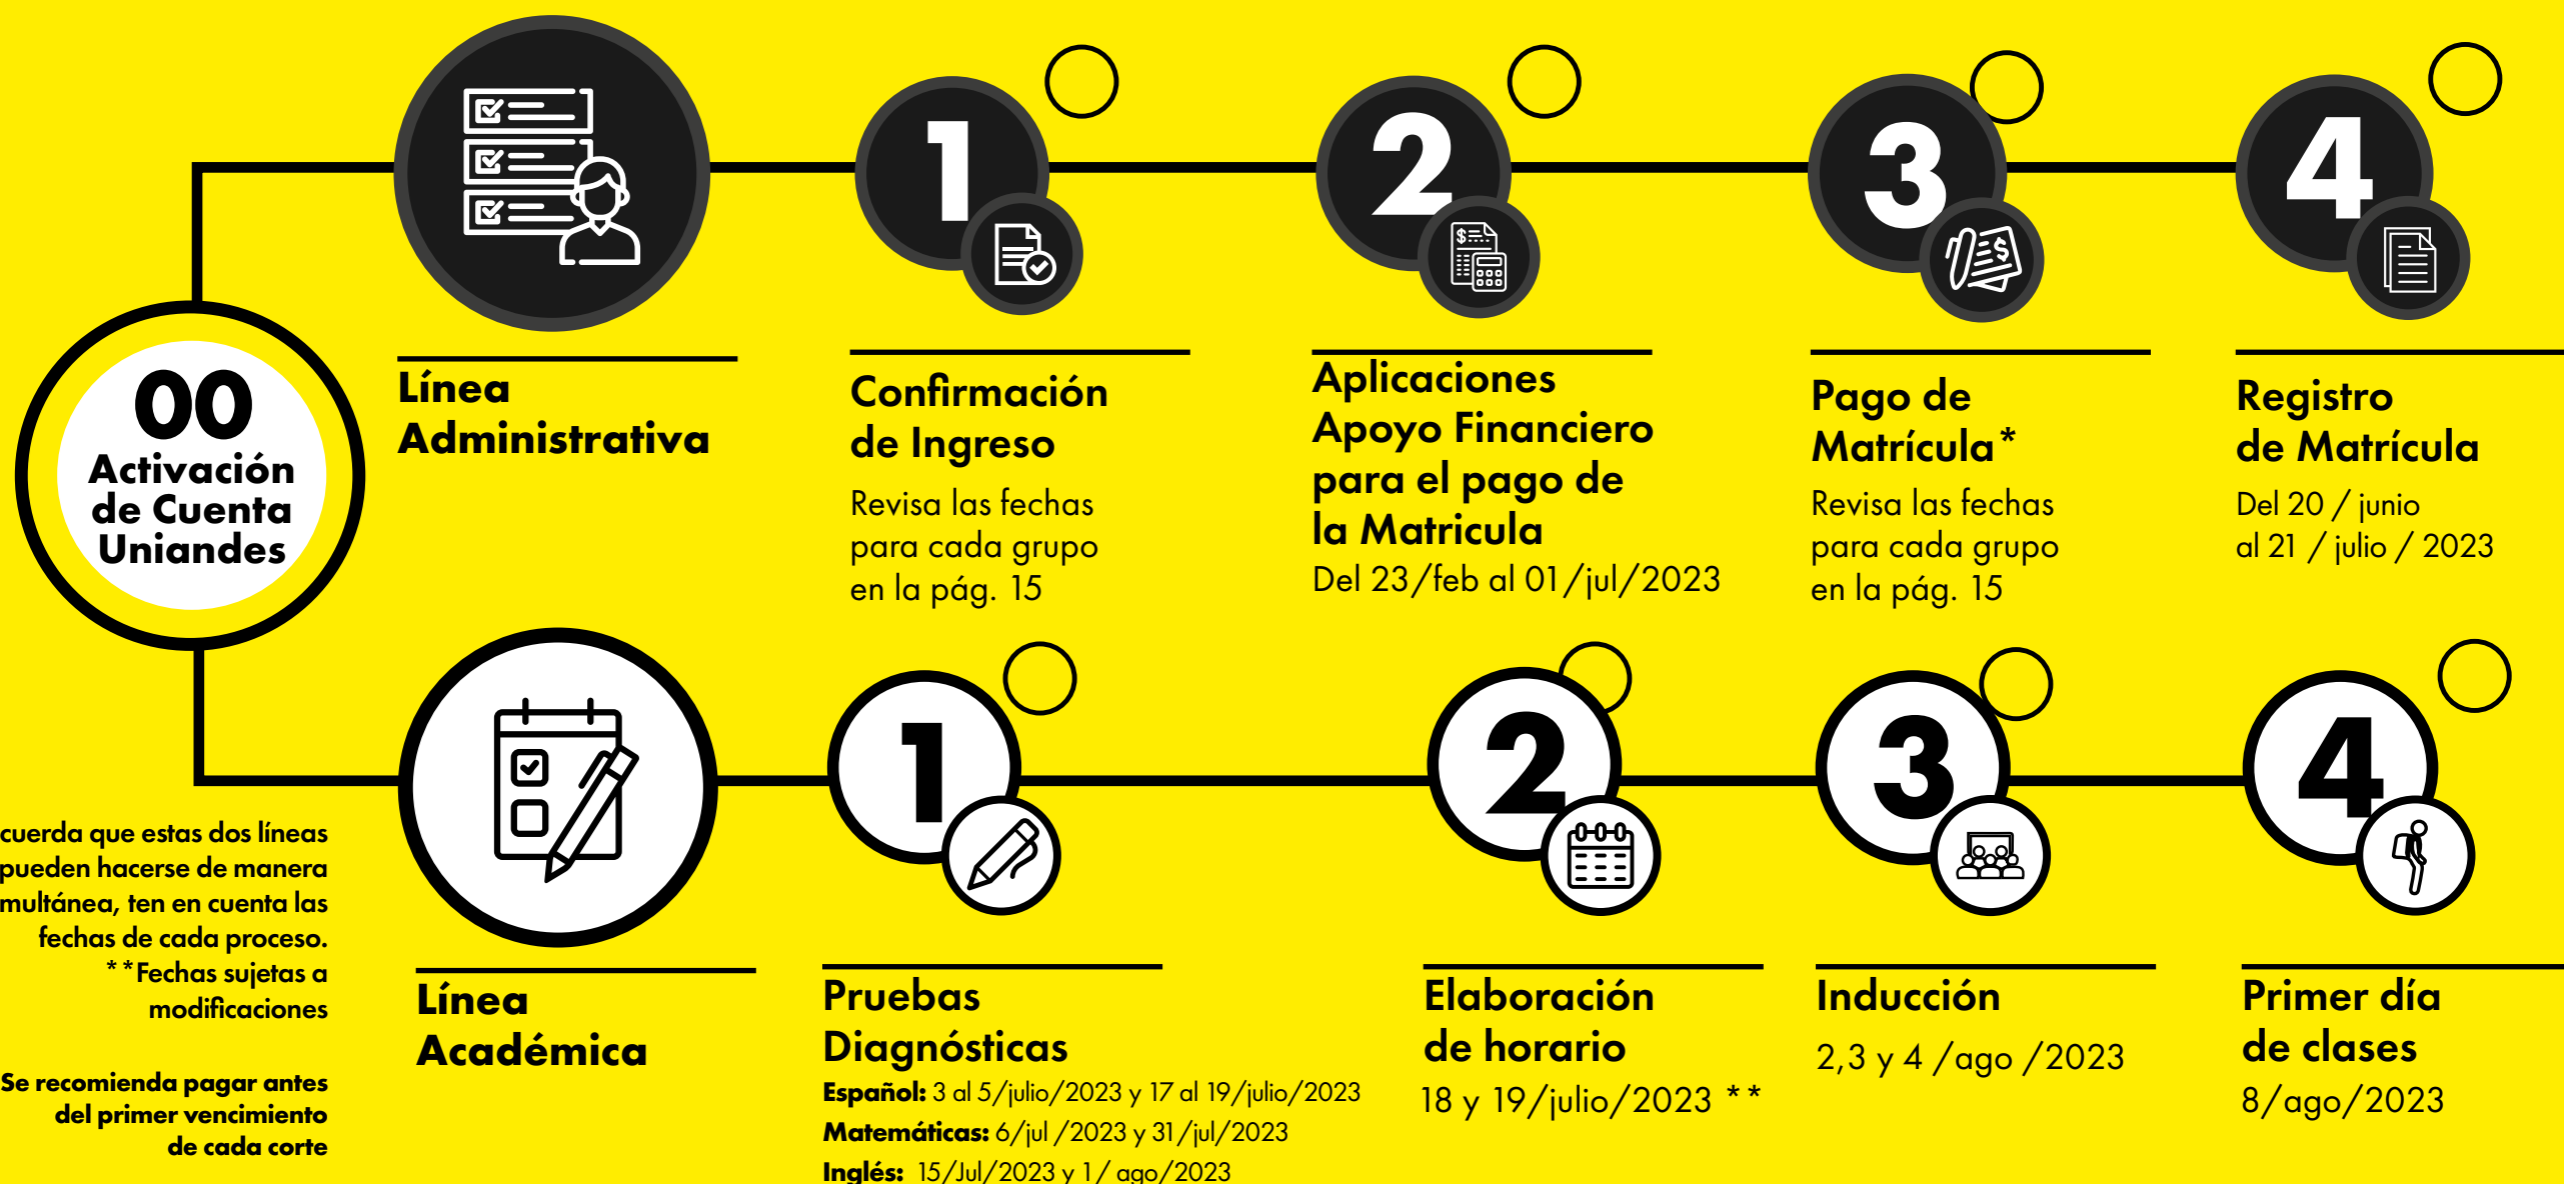 00
Activación
de Cuenta
Uniandes
Línea
Administrativa
1
Confirmación
de Ingreso
Revisa las fechas
para cada grupo
en la pág. 15
2
Aplicaciones
Apoyo Financiero
para el pago de
la Matricula
Del 23/feb al 01/jul/2023
3
Pago de
Matrícula*
Revisa las fechas
para cada grupo
en la pág. 15
4
Registro
de Matrícula
Del 20 / junio
al 21 / julio / 2023
cuerda que estas dos líneas
pueden hacerse de manera
multánea, ten en cuenta las
fechas de cada proceso.
**Fechas sujetas a
modificaciones
Se recomienda pagar antes
del primer vencimiento
de cada corte
Línea
Académica
1
Pruebas
Diagnósticas
Español: 3 al 5/julio/2023 y 17 al 19/julio/2023
Matemáticas: 6/jul /2023 y 31/jul/2023
Inglés: 15/Jul/2023 y 1/ ago/2023
2
Elaboración
de horario
18 y 19/julio/2023 **
3
Inducción
2,3 y 4 /ago /2023
4
Primer día
de clases
8/ago/2023